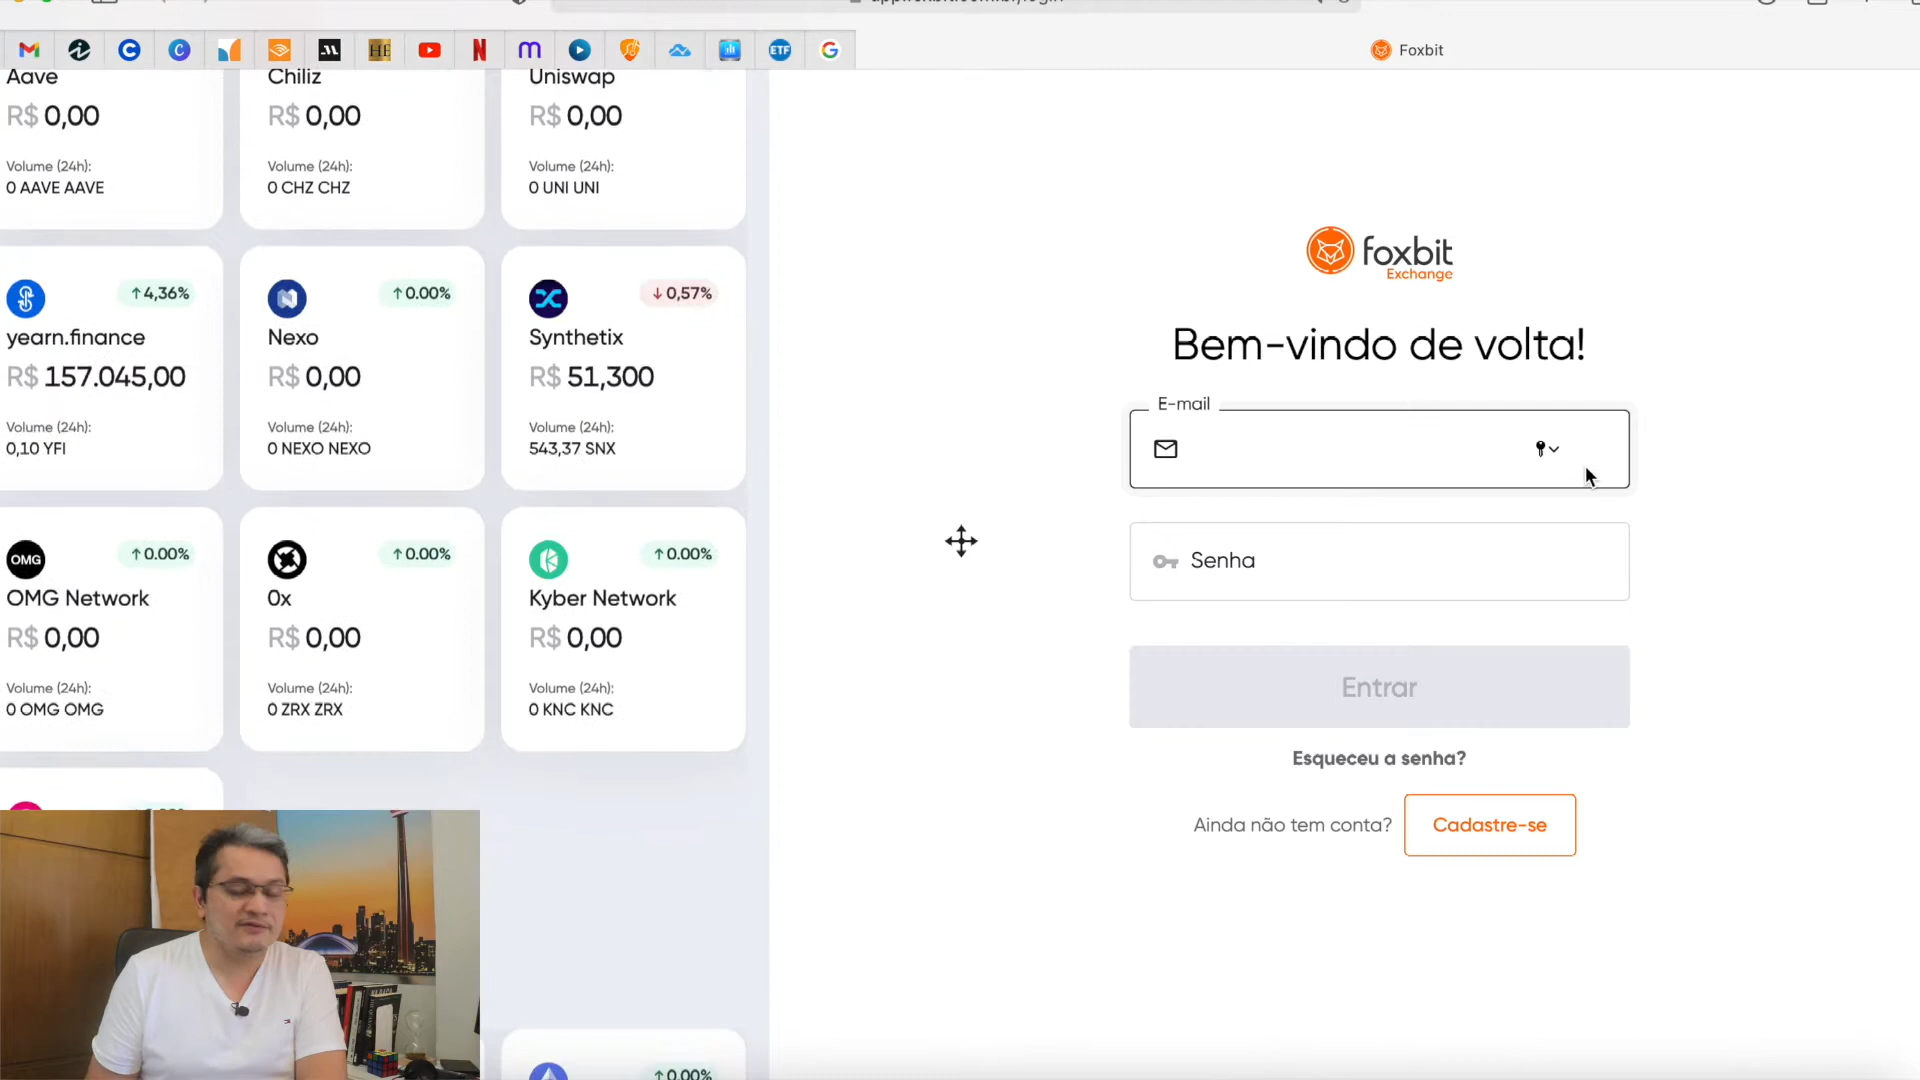 Foxbit
Aave
R$ 0,00
Volume (24h):
0 AAVE AAVE
Chiliz
R$ 0,00
Volume (24h):
0 CHZ CHZ
Uniswap
R$ 0,00
Volume (24h):
0 UNI UNI
↑4,36%
yearn.finance
R$ 157.045,00
Volume (24h):
0,10 YFI
↑0.00%
Nexo
R$ 0,00
Volume (24h):
0 NEXO NEXO
↓0,57%
Synthetix
R$ 51,300
Volume (24h):
543,37 SNX
OMG
↑0.00%
OMG Network
R$ 0,00
Volume (24h):
0 OMG OMG
↑0.00%
0x
R$ 0,00
Volume (24h):
0 ZRX ZRX
↑0.00%
Kyber Network
R$ 0,00
Volume (24h):
0 KNC KNC
↑0.00%
foxbit
Exchange
Bem-vindo de volta!
E-mail
Senha
Entrar
Esqueceu a senha?
Ainda não tem conta?
Cadastre-se
ETF
HE